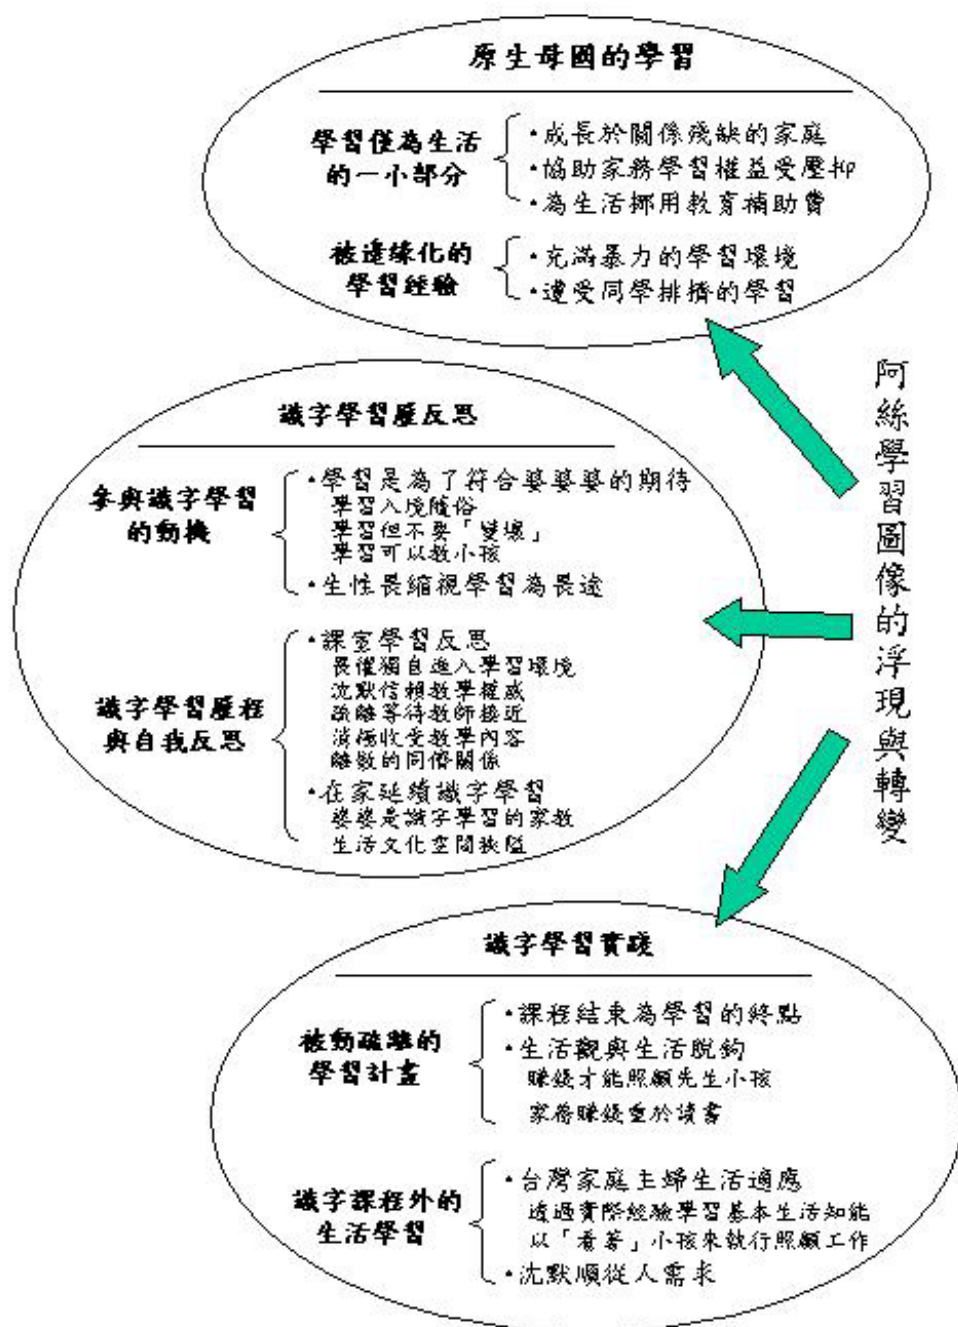 原生母國的學習
學習僅為生活
的一小部分
•成長於關係殘缺的家庭
•協助家務學習權益受壓抑
•為生活挪用教育補助費
被邊緣化的
學習經驗
•充滿暴力的學習環境
•遭受同學排擠的學習
識字學習歷反思
參與識字學習
的動機
•學習是為了符合婆婆婆的期待
學習入境隨俗
學習但不要「變壞」
學習可以教小孩
•生性畏縮視學習為畏途
識字學習歷程
與自我反思
•課室學習反思
畏懼獨自進入學習環境
沈默信賴教學權威
疏離等待教師接近
消極收受教學內容
離散的同儕關係
•在家延續識字學習
婆婆是識字學習的家教
生活文化空間狹隘
識字學習實踐
被動疏離的
學習計畫
•課程結束為學習的終點
•生活觀與生活脫鉤
賺錢才能照顧先生小孩
家務賺錢重於讀書
識字課程外的
生活學習
•台灣家庭主婦生活適應
透過實際經驗學習基本生活知能
以「看著」小孩來執行照顧工作
•沈默順從人需求
阿絲學習圖像的浮現與轉變